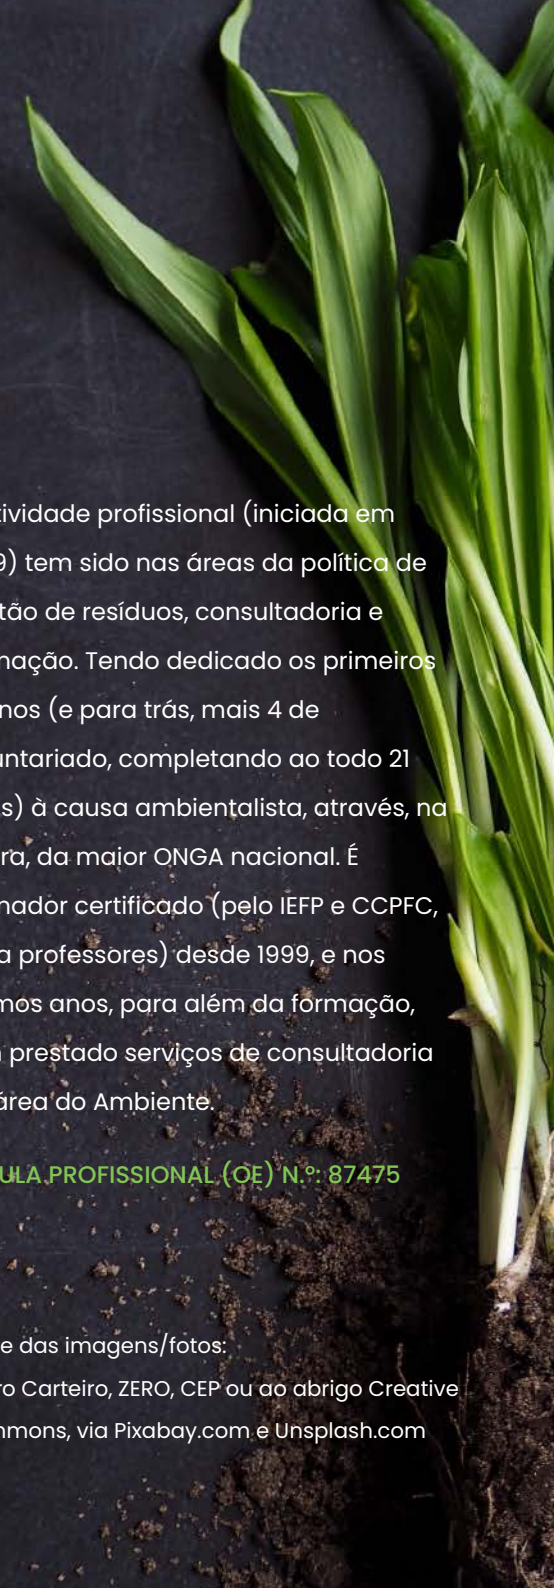 tividade profissional (iniciada em
9) tem sido nas áreas da política de
tão de resíduos, consultadoria e
nação. Tendo dedicado os primeiros
nos (e para trás, mais 4 de
untariado, completando ao todo 21
s) à causa ambientalista, através, na
ra, da maior ONGA nacional. É
nador certificado (pelo IEFP e CCPFC,
a professores) desde 1999, e nos
mos anos, para além da formação,
prestado serviços de consultadoria
área do Ambiente.
ULA PROFISSIONAL (OE) N.º: 87475
e das imagens/fotos:
ro Carteiro, ZERO, CEP ou ao abrigo Creative
mmons, via Pixabay.com e Unsplash.com